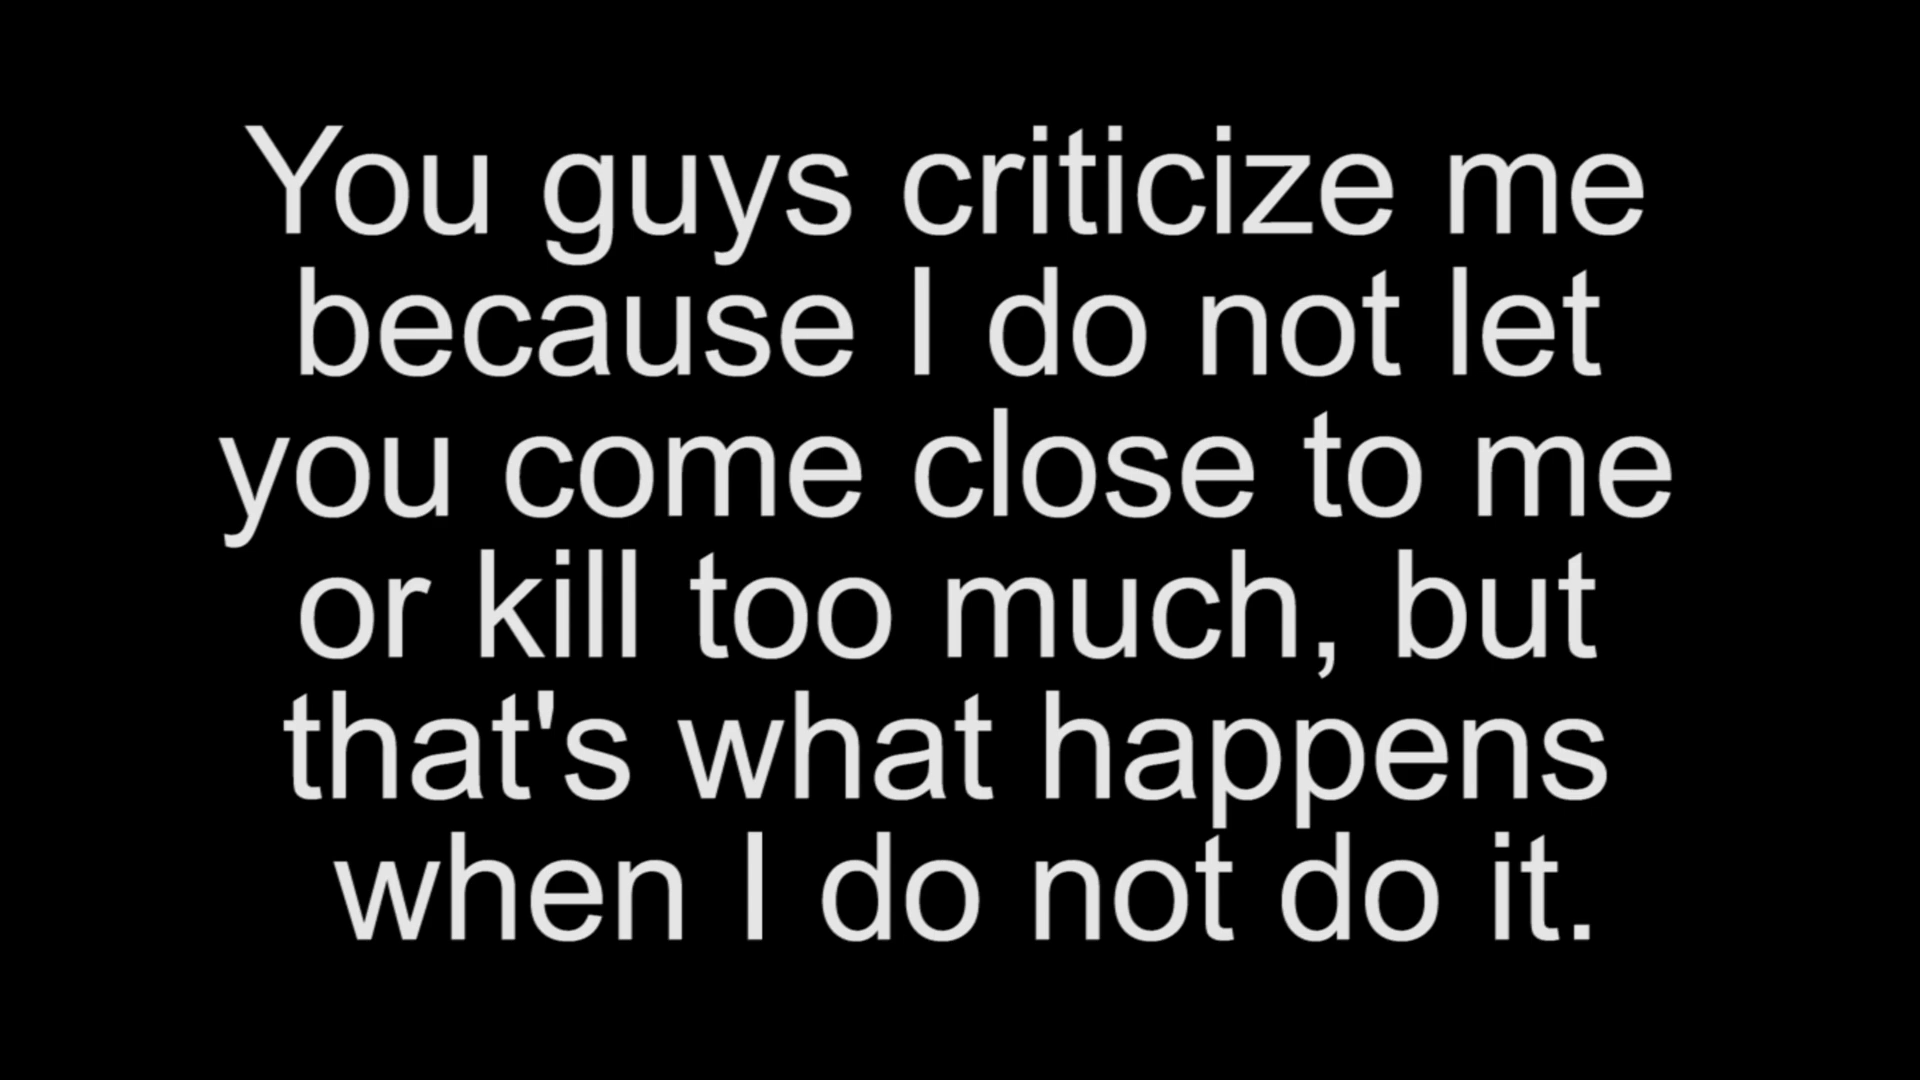 You guys criticize me
because I do not let
you come close to me
or kill too much, but
that's what happens
when I do not do it.